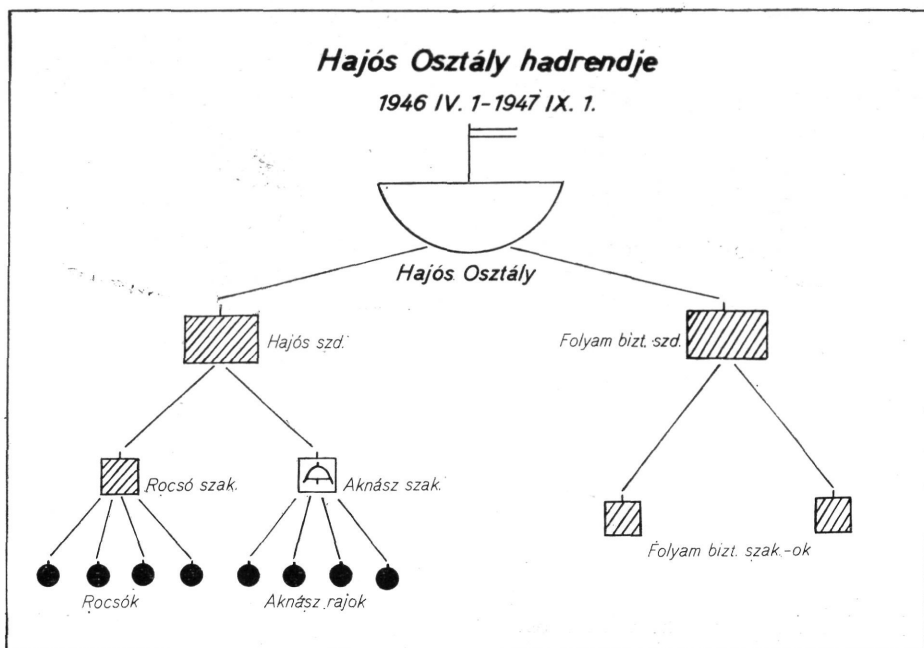 Hajós Osztály hadrendje
1946 IV. 1-1947 IX. 1.
Hajós Osztály
Hajós szd.
Folyam bizt. szd.
Rocsó szak.
Aknász szak.
Folyam bizt. szak.-ok
Rocsók
Aknász rajok